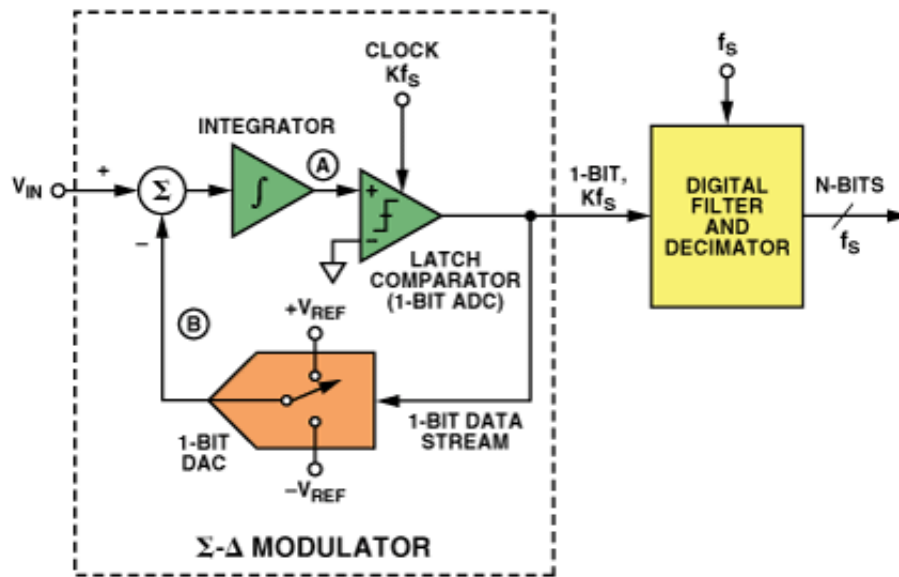 CLOCK
KfS
fS
INTEGRATOR
A
VIN
+
Σ
−
∫
+
−
1-BIT,
KfS
DIGITAL
FILTER
AND
DECIMATOR
N-BITS
fS
LATCH
COMPARATOR
(1-BIT ADC)
B
+VREF
1-BIT
DAC
1-BIT DATA
STREAM
−VREF
Σ-Δ MODULATOR